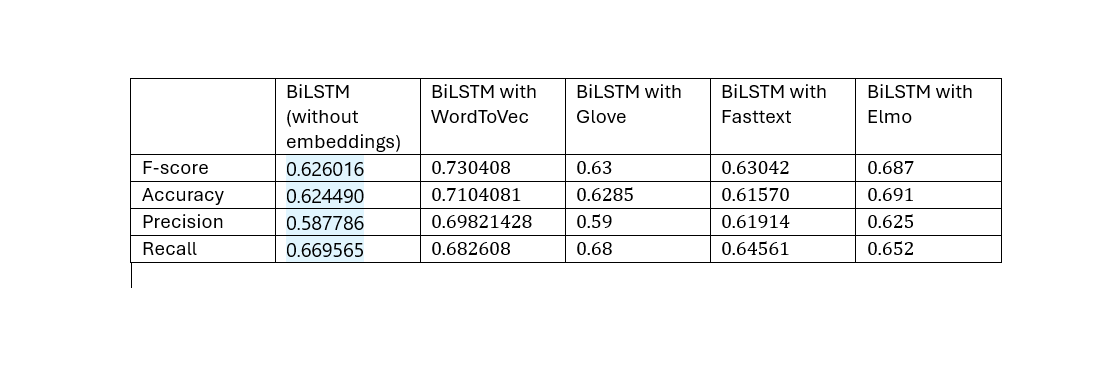 BiLSTM (without embeddings) BiLSTM with WordToVec BiLSTM with Glove BiLSTM with Fasttext BiLSTM with Elmo
F-score 0.626016 0.730408 0.63 0.63042 0.687
Accuracy 0.624490 0.7104081 0.6285 0.61570 0.691
Precision 0.587786 0.69821428 0.59 0.61914 0.625
Recall 0.669565 0.682608 0.68 0.64561 0.652